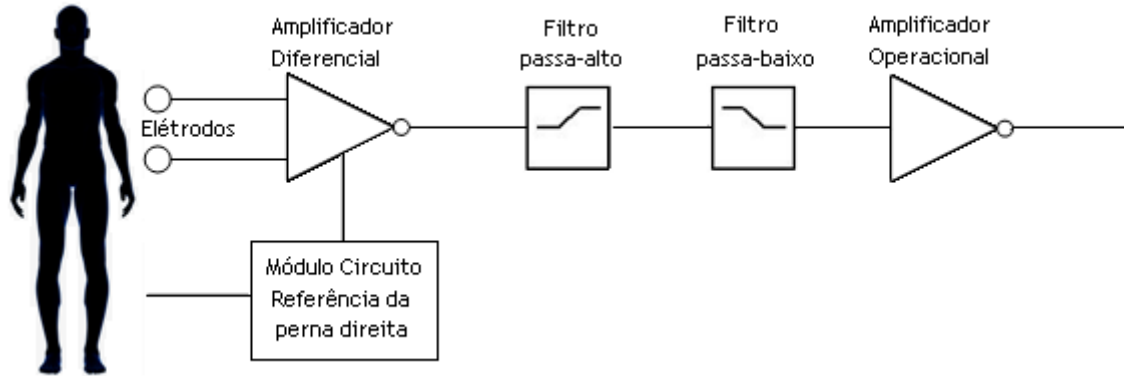 Amplificador
Diferencial
Filtro
passa-alto
Filtro
passa-baixo
Amplificador
Operacional
Elétrodos
Módulo Circuito
Referência da
perna direita